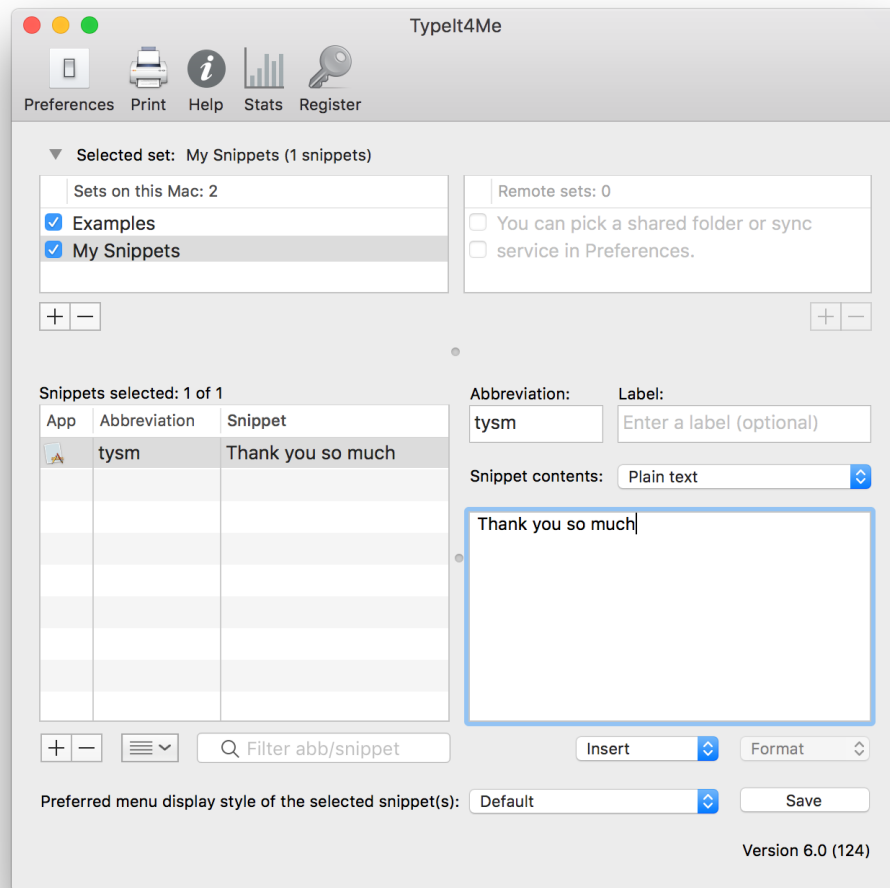 TypeIt4Me
Preferences Print Help Stats Register
Selected set: My Snippets (1 snippets)
Sets on this Mac: 2
Examples
My Snippets
Remote sets: 0
You can pick a shared folder or sync
service in Preferences.
Snippets selected: 1 of 1
App Abbreviation Snippet
tysm Thank you so much
Abbreviation: Label:
tysm Enter a label (optional)
Snippet contents: Plain text
Thank you so much
Filter abb/snippet
Insert Format
Preferred menu display style of the selected snippet(s): Default Save
Version 6.0 (124)